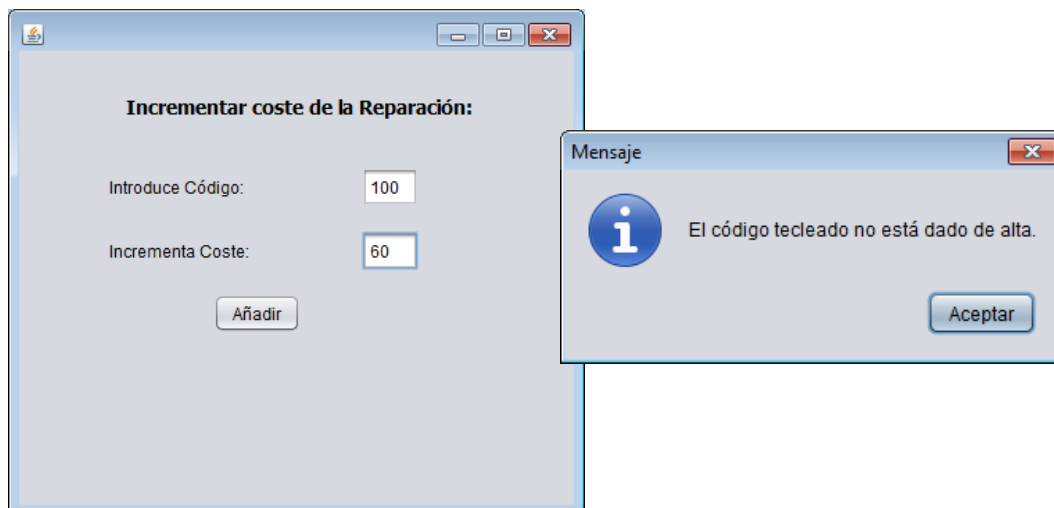 Incrementar coste de la Reparación:
Mensaje
Introduce Código: 100
El código tecleado no está dado de alta.
Incrementa Coste: 60
Añadir
Aceptar